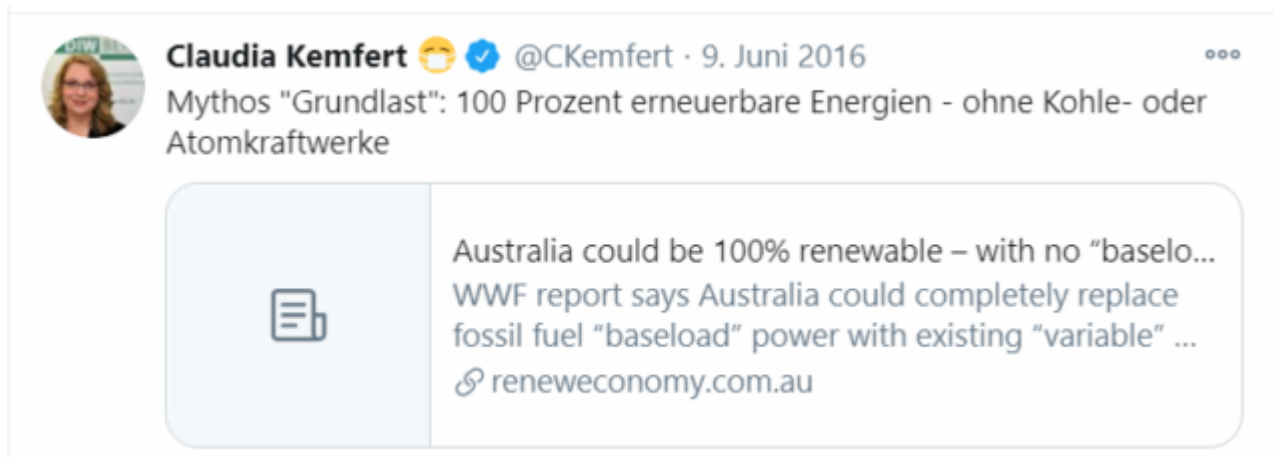 Claudia Kemfert 😷 @CKemfert · 9. Juni 2016
Mythos "Grundlast": 100 Prozent erneuerbare Energien - ohne Kohle- oder
Atomkraftwerke
Australia could be 100% renewable – with no “baselo...
WWF report says Australia could completely replace
fossil fuel “baseload” power with existing “variable” ...
reneweconomy.com.au